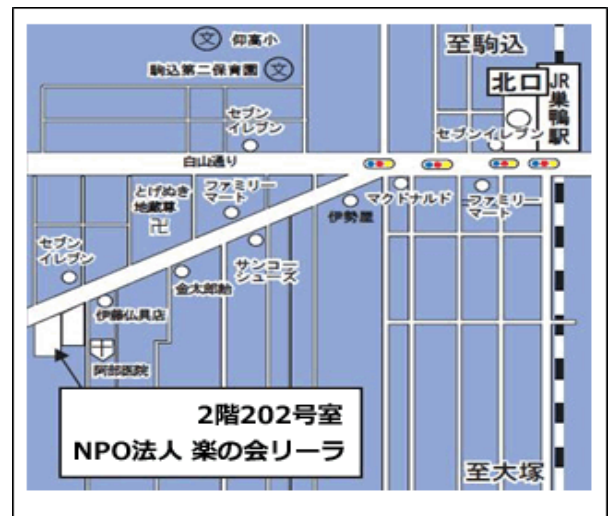 文 仰高小
至駒込
駒込第二保育園 文
北口
JR
巣鴨駅
セブン
イレブン
セブンイレブン
白山通り
とげぬき
地蔵尊
卍
ファミリー
マート
伊勢屋
マクドナルド
ファミリー
マート
セブン
イレブン
サンコー
シューズ
金太郎飴
伊藤仏具店
阿部医院
2階202号室
NPO法人 楽の会リーラ
至大塚